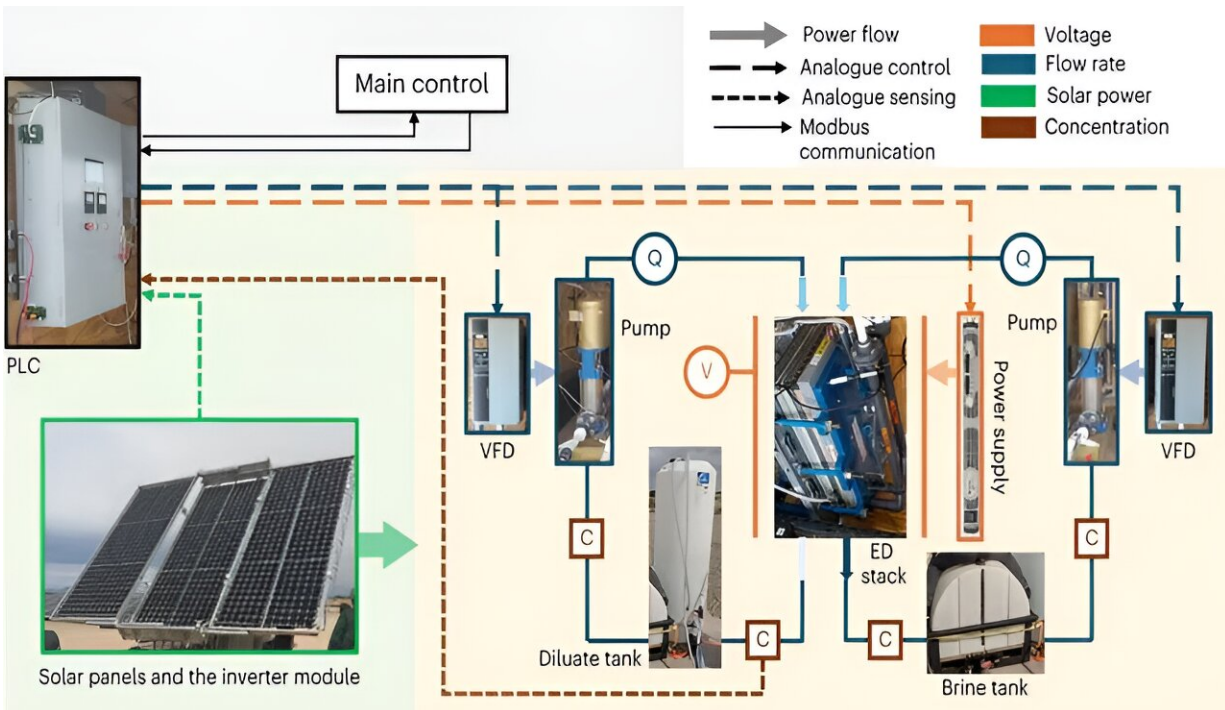 Power flow
Analogue control
Analogue sensing
Modbus
communication
Voltage
Flow rate
Solar power
Concentration
Main control
PLC
Q
Q
Pump
Pump
VFD
V
Power supply
VFD
C
C
ED
stack
Diluate tank
C
C
Brine tank
Solar panels and the inverter module